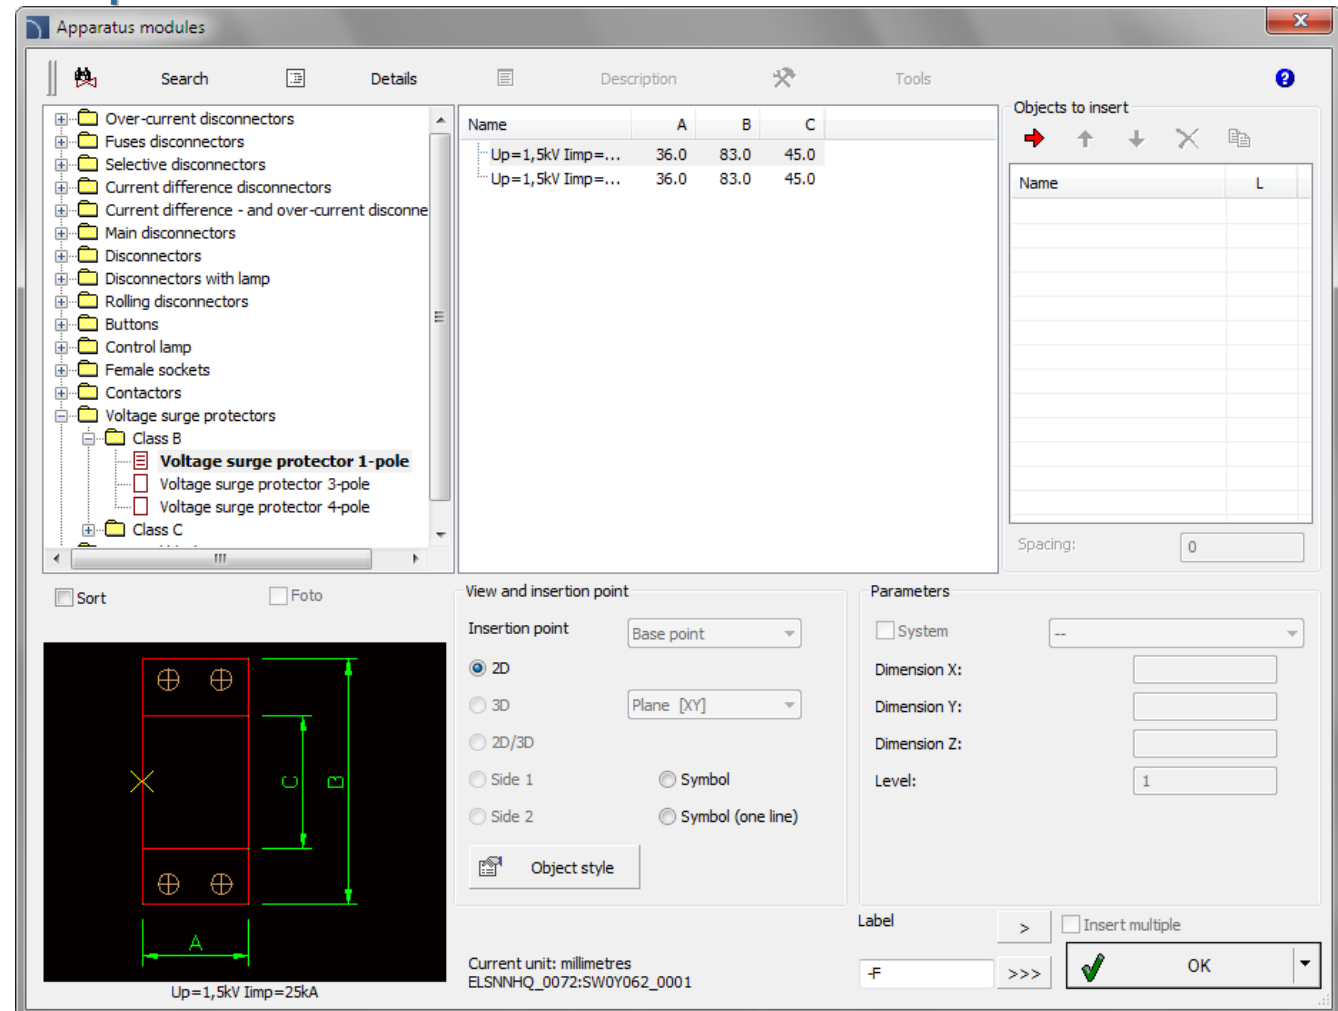 Apparatus modules
Search Details Description Tools
Over-current disconnectors
Fuses disconnectors
Selective disconnectors
Current difference disconnectors
Current difference - and over-current disconne
Main disconnectors
Disconnectors
Disconnectors with lamp
Rolling disconnectors
Buttons
Control lamp
Female sockets
Contactors
Voltage surge protectors
Class B
Voltage surge protector 1-pole
Voltage surge protector 3-pole
Voltage surge protector 4-pole
Class C
Name A B C
Up=1,5kV Iimp=... 36.0 83.0 45.0
Up=1,5kV Iimp=... 36.0 83.0 45.0
Objects to insert
Name L
Spacing: 0
Sort Foto
A
B
C
Up=1,5kV Iimp=25kA
View and insertion point
Insertion point Base point
2D
3D Plane [XY]
2D/3D
Side 1 Symbol
Side 2 Symbol (one line)
Object style
Parameters
System --
Dimension X:
Dimension Y:
Dimension Z:
Level: 1
Current unit: millimetres
ELSNNHQ_0072:SW0Y062_0001
Label > Insert multiple
-F >>> OK